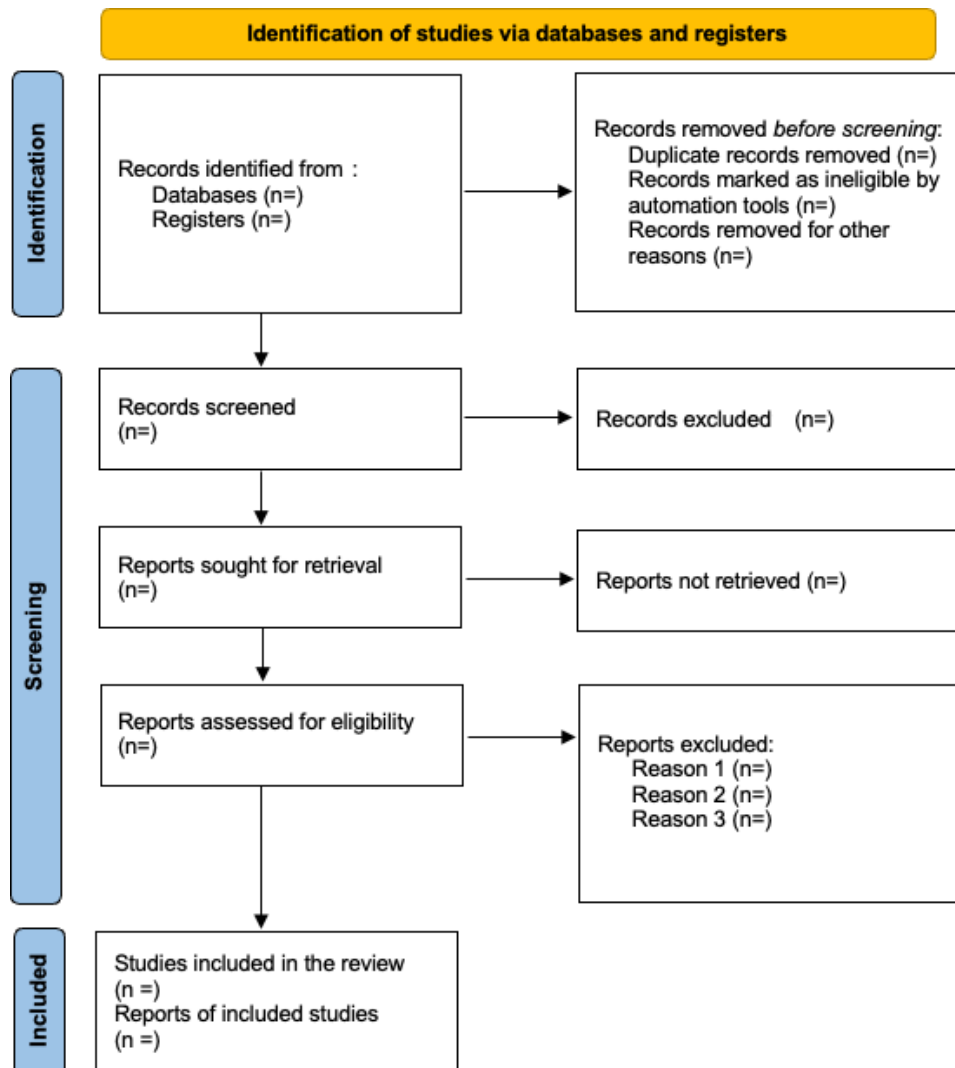 Identification of studies via databases and registers
Identification
Records identified from :
Databases (n=)
Registers (n=)
Records removed before screening:
Duplicate records removed (n=)
Records marked as ineligible by
automation tools (n=)
Records removed for other
reasons (n=)
Screening
Records screened
(n=)
Records excluded (n=)
Reports sought for retrieval
(n=)
Reports not retrieved (n=)
Reports assessed for eligibility
(n=)
Reports excluded:
Reason 1 (n=)
Reason 2 (n=)
Reason 3 (n=)
Included
Studies included in the review
(n =)
Reports of included studies
(n =)